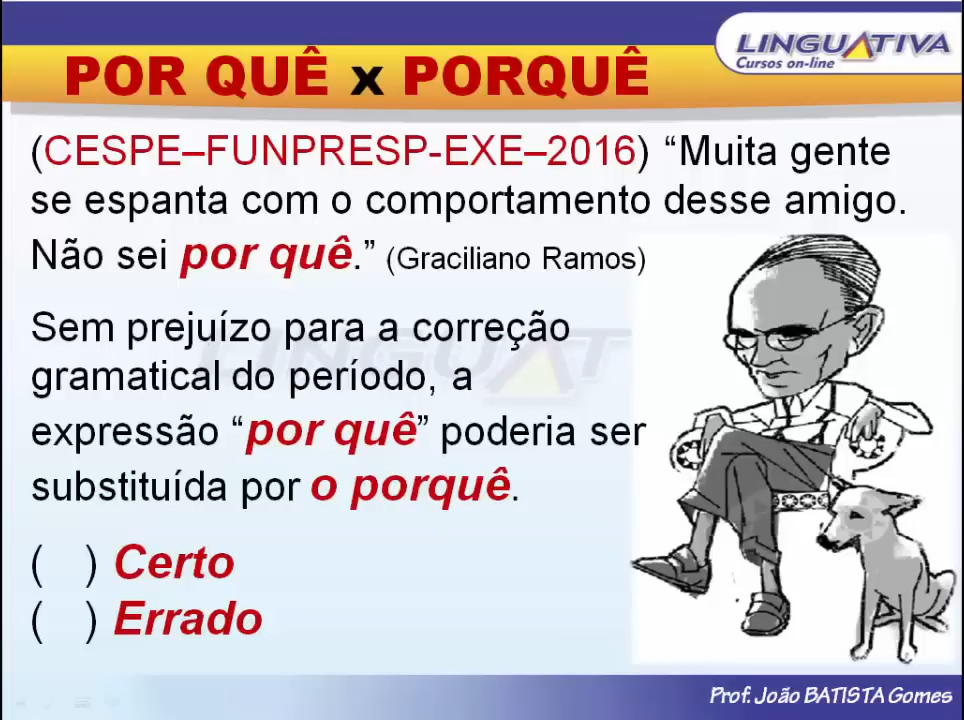 LINGUATIVA
Cursos on-line
POR QUÊ x PORQUÊ
(CESPE–FUNPRESP-EXE–2016) “Muita gente
se espanta com o comportamento desse amigo.
Não sei por quê.” (Graciliano Ramos)
Sem prejuízo para a correção
gramatical do período, a
expressão “por quê” poderia ser
substituída por o porquê.
( ) Certo
( ) Errado
Prof. João BATISTA Gomes